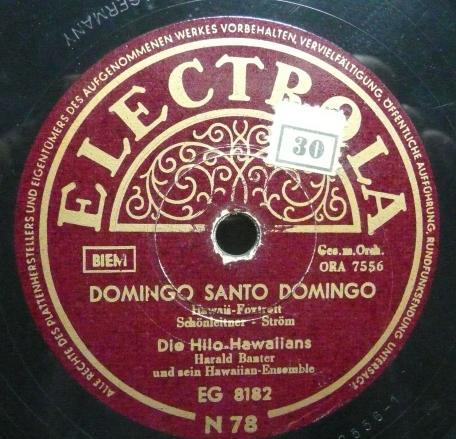 GERMANY
ALLE RECHTE DES PLATTENHERSTELLERS UND EIGENTÜMERS DES AUFGENOMMENEN WERKES VORBEHALTEN, VERVIELFÄLTIGUNG, ÖFFENTLICHE AUFFÜHRUNG, RUNDFUNKSENDUNG UNTERSAGT.
ELECTROLA
30
BIEM
Ges. m. Orch.
ORA 7556
DOMINGO SANTO DOMINGO
Hawaii-Foxtrott
Schönleitner - Ström
Die Hilo-Hawaiians
Harald Banter
und sein Hawaiian-Ensemble
EG 8182
N 78